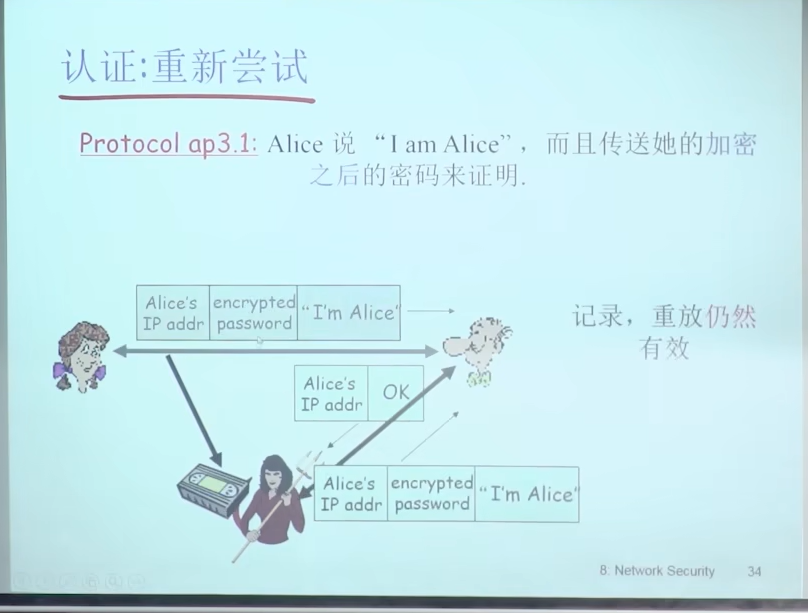 认证:重新尝试
Protocol ap3.1: Alice 说 “I am Alice”，而且传送她的加密
之后的密码来证明.
Alice's
IP addr
encrypted
password
“I'm Alice”
记录，重放仍然
有效
Alice's
IP addr
OK
Alice's
IP addr
encrypted
password
“I'm Alice”
8: Network Security 34